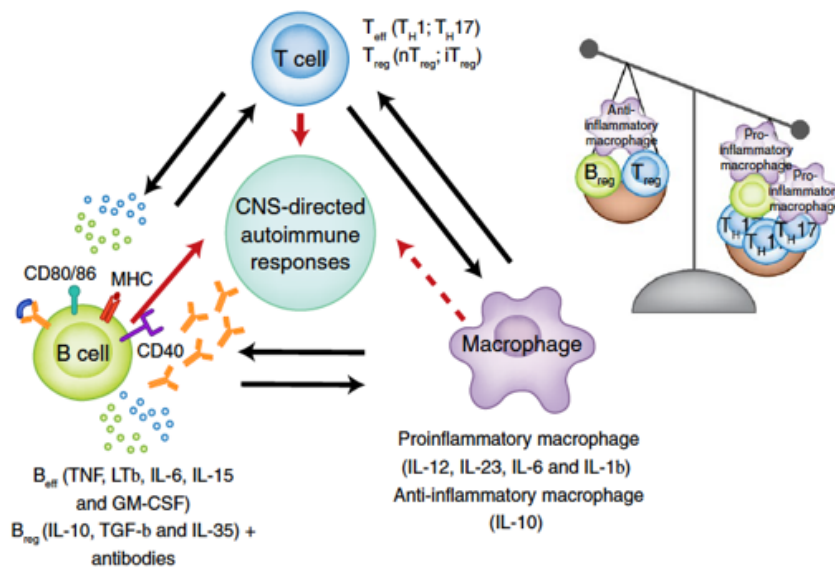 T cell
T_eff (T_H1; T_H17)
T_reg (nT_reg; iT_reg)
CNS-directed
autoimmune
responses
CD80/86
MHC
CD40
B cell
Macrophage
B_eff (TNF, LTb, IL-6, IL-15
and GM-CSF)
B_reg (IL-10, TGF-b and IL-35) +
antibodies
Proinflammatory macrophage
(IL-12, IL-23, IL-6 and IL-1b)
Anti-inflammatory macrophage
(IL-10)
Anti-
inflammatory
macrophage
B_reg
T_reg
Pro-
inflammatory
macrophage
Pro-
inflammatory
macrophage
T_H1
T_H1
T_H17